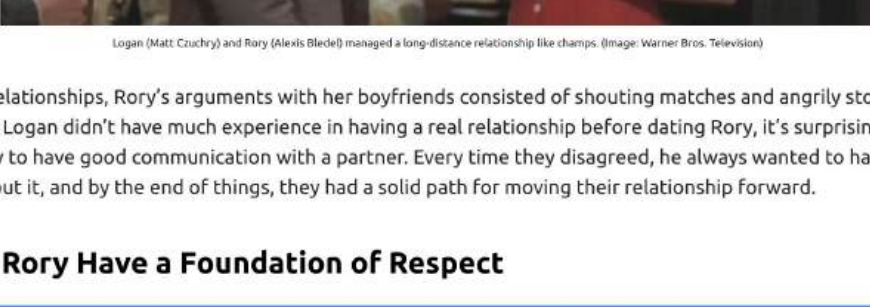 Logan (Matt Czuchry) and Rory (Alexis Bledel) managed a long-distance relationship like champs. (Image: Warner Bros. Television)
elationships, Rory's arguments with her boyfriends consisted of shouting matches and angrily sto
Logan didn't have much experience in having a real relationship before dating Rory, it's surprisin
y to have good communication with a partner. Every time they disagreed, he always wanted to ha
out it, and by the end of things, they had a solid path for moving their relationship forward.
Rory Have a Foundation of Respect